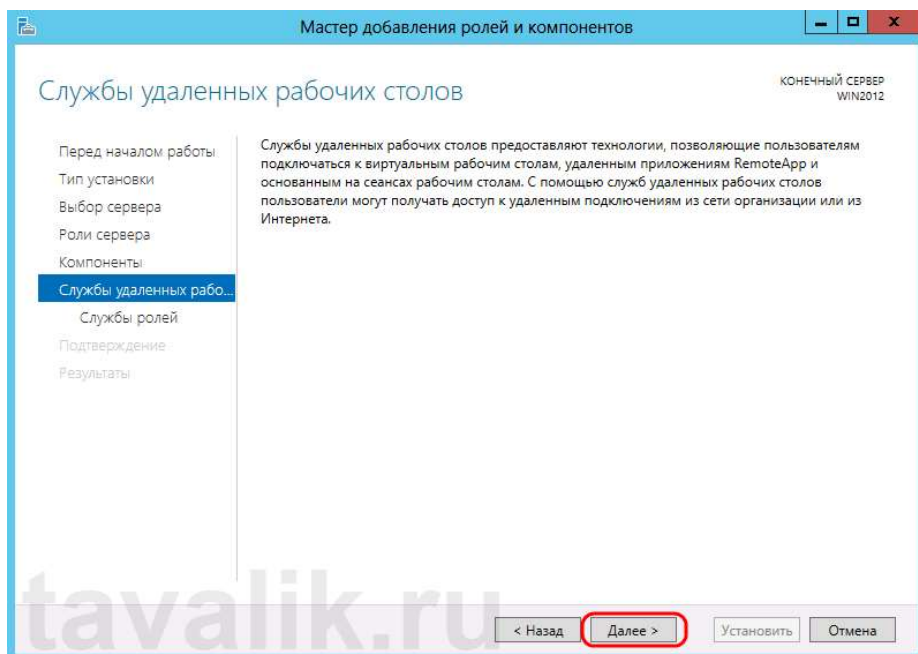 Мастер добавления ролей и компонентов
Службы удаленных рабочих столов
КОНЕЧНЫЙ СЕРВЕР
WIN2012
Перед началом работы
Тип установки
Выбор сервера
Роли сервера
Компоненты
Службы удаленных рабо...
Службы ролей
Подтверждение
Результаты
Службы удаленных рабочих столов предоставляют технологии, позволяющие пользователям
подключаться к виртуальным рабочим столам, удаленным приложениям RemoteApp и
основанным на сеансах рабочим столам. С помощью служб удаленных рабочих столов
пользователи могут получать доступ к удаленным подключениям из сети организации или из
Интернета.
tavalik.ru
< Назад
Далее >
Установить
Отмена